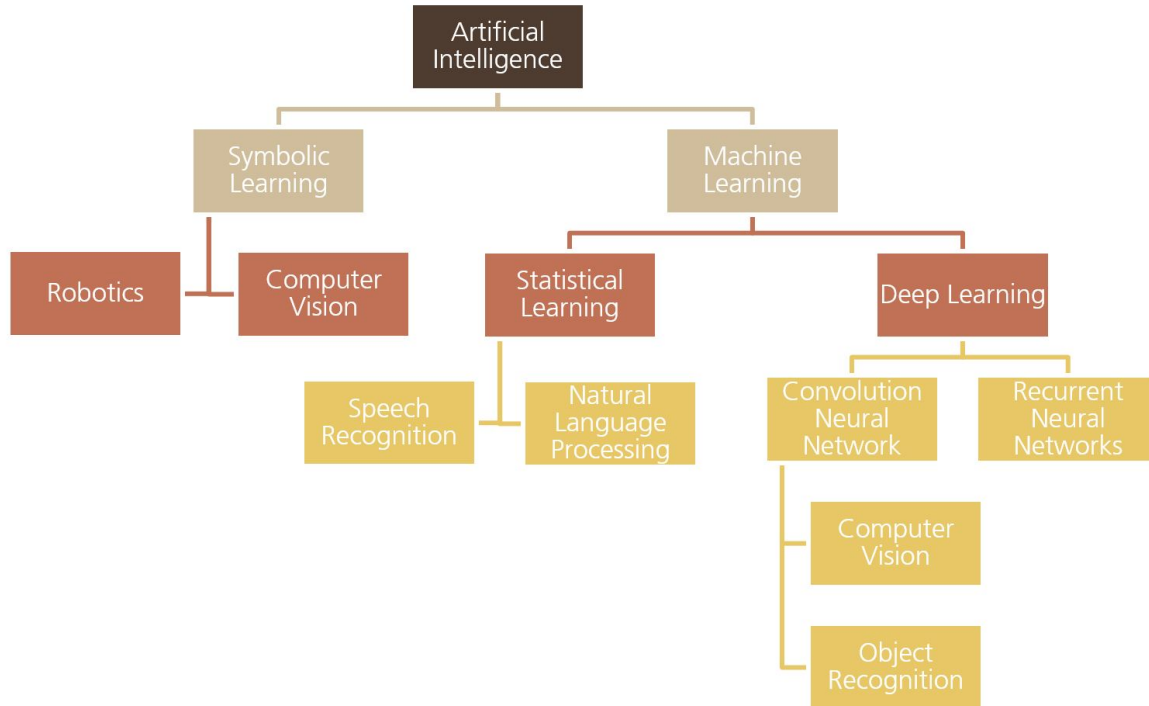 Artificial
Intelligence
Symbolic
Learning
Machine
Learning
Robotics
Computer
Vision
Statistical
Learning
Deep Learning
Speech
Recognition
Natural
Language
Processing
Convolution
Neural
Network
Recurrent
Neural
Networks
Computer
Vision
Object
Recognition